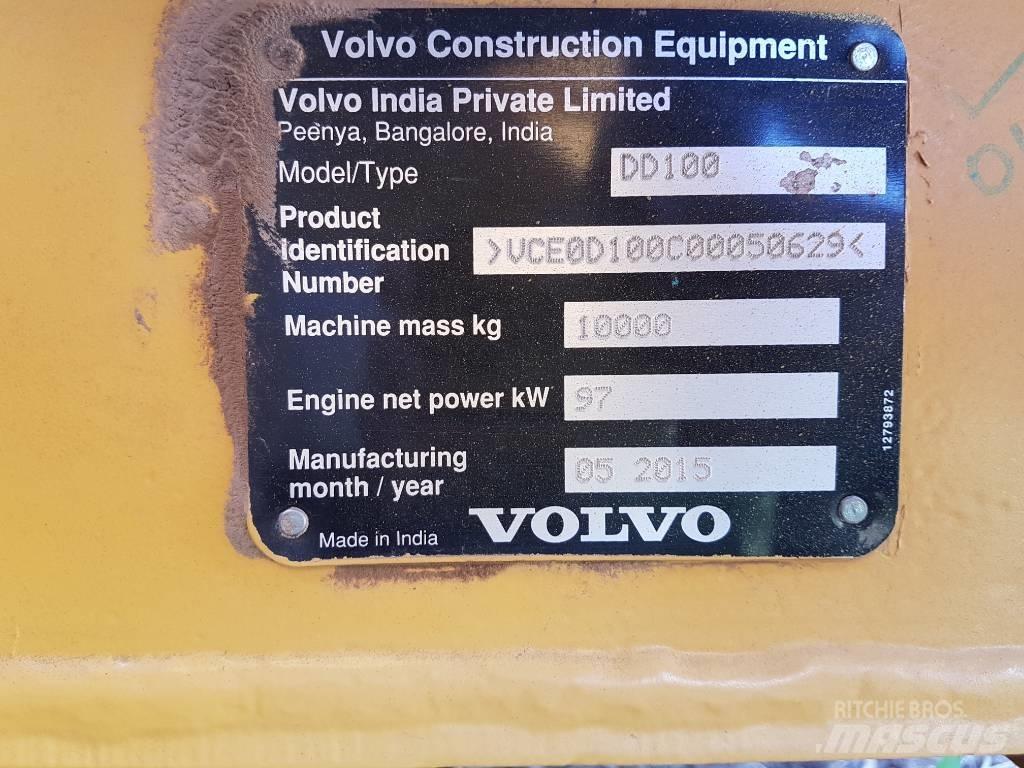 Volvo Construction Equipment
Volvo India Private Limited
Peenya, Bangalore, India
Model/Type DD100
Product
identification
Number
>VCE0D100C00050629<
Machine mass kg 10000
Engine net power kW 97
Manufacturing
month / year
05 2015
Made in India
VOLVO
12793872
RITCHIE BROS.
MASCUS